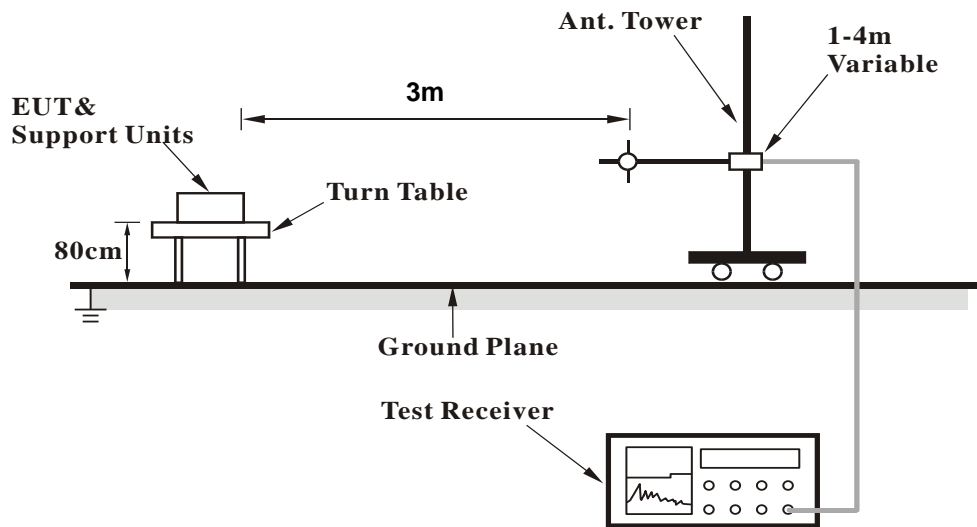 Ant. Tower
1-4m
Variable
3m
EUT&
Support Units
Turn Table
80cm
Ground Plane
Test Receiver